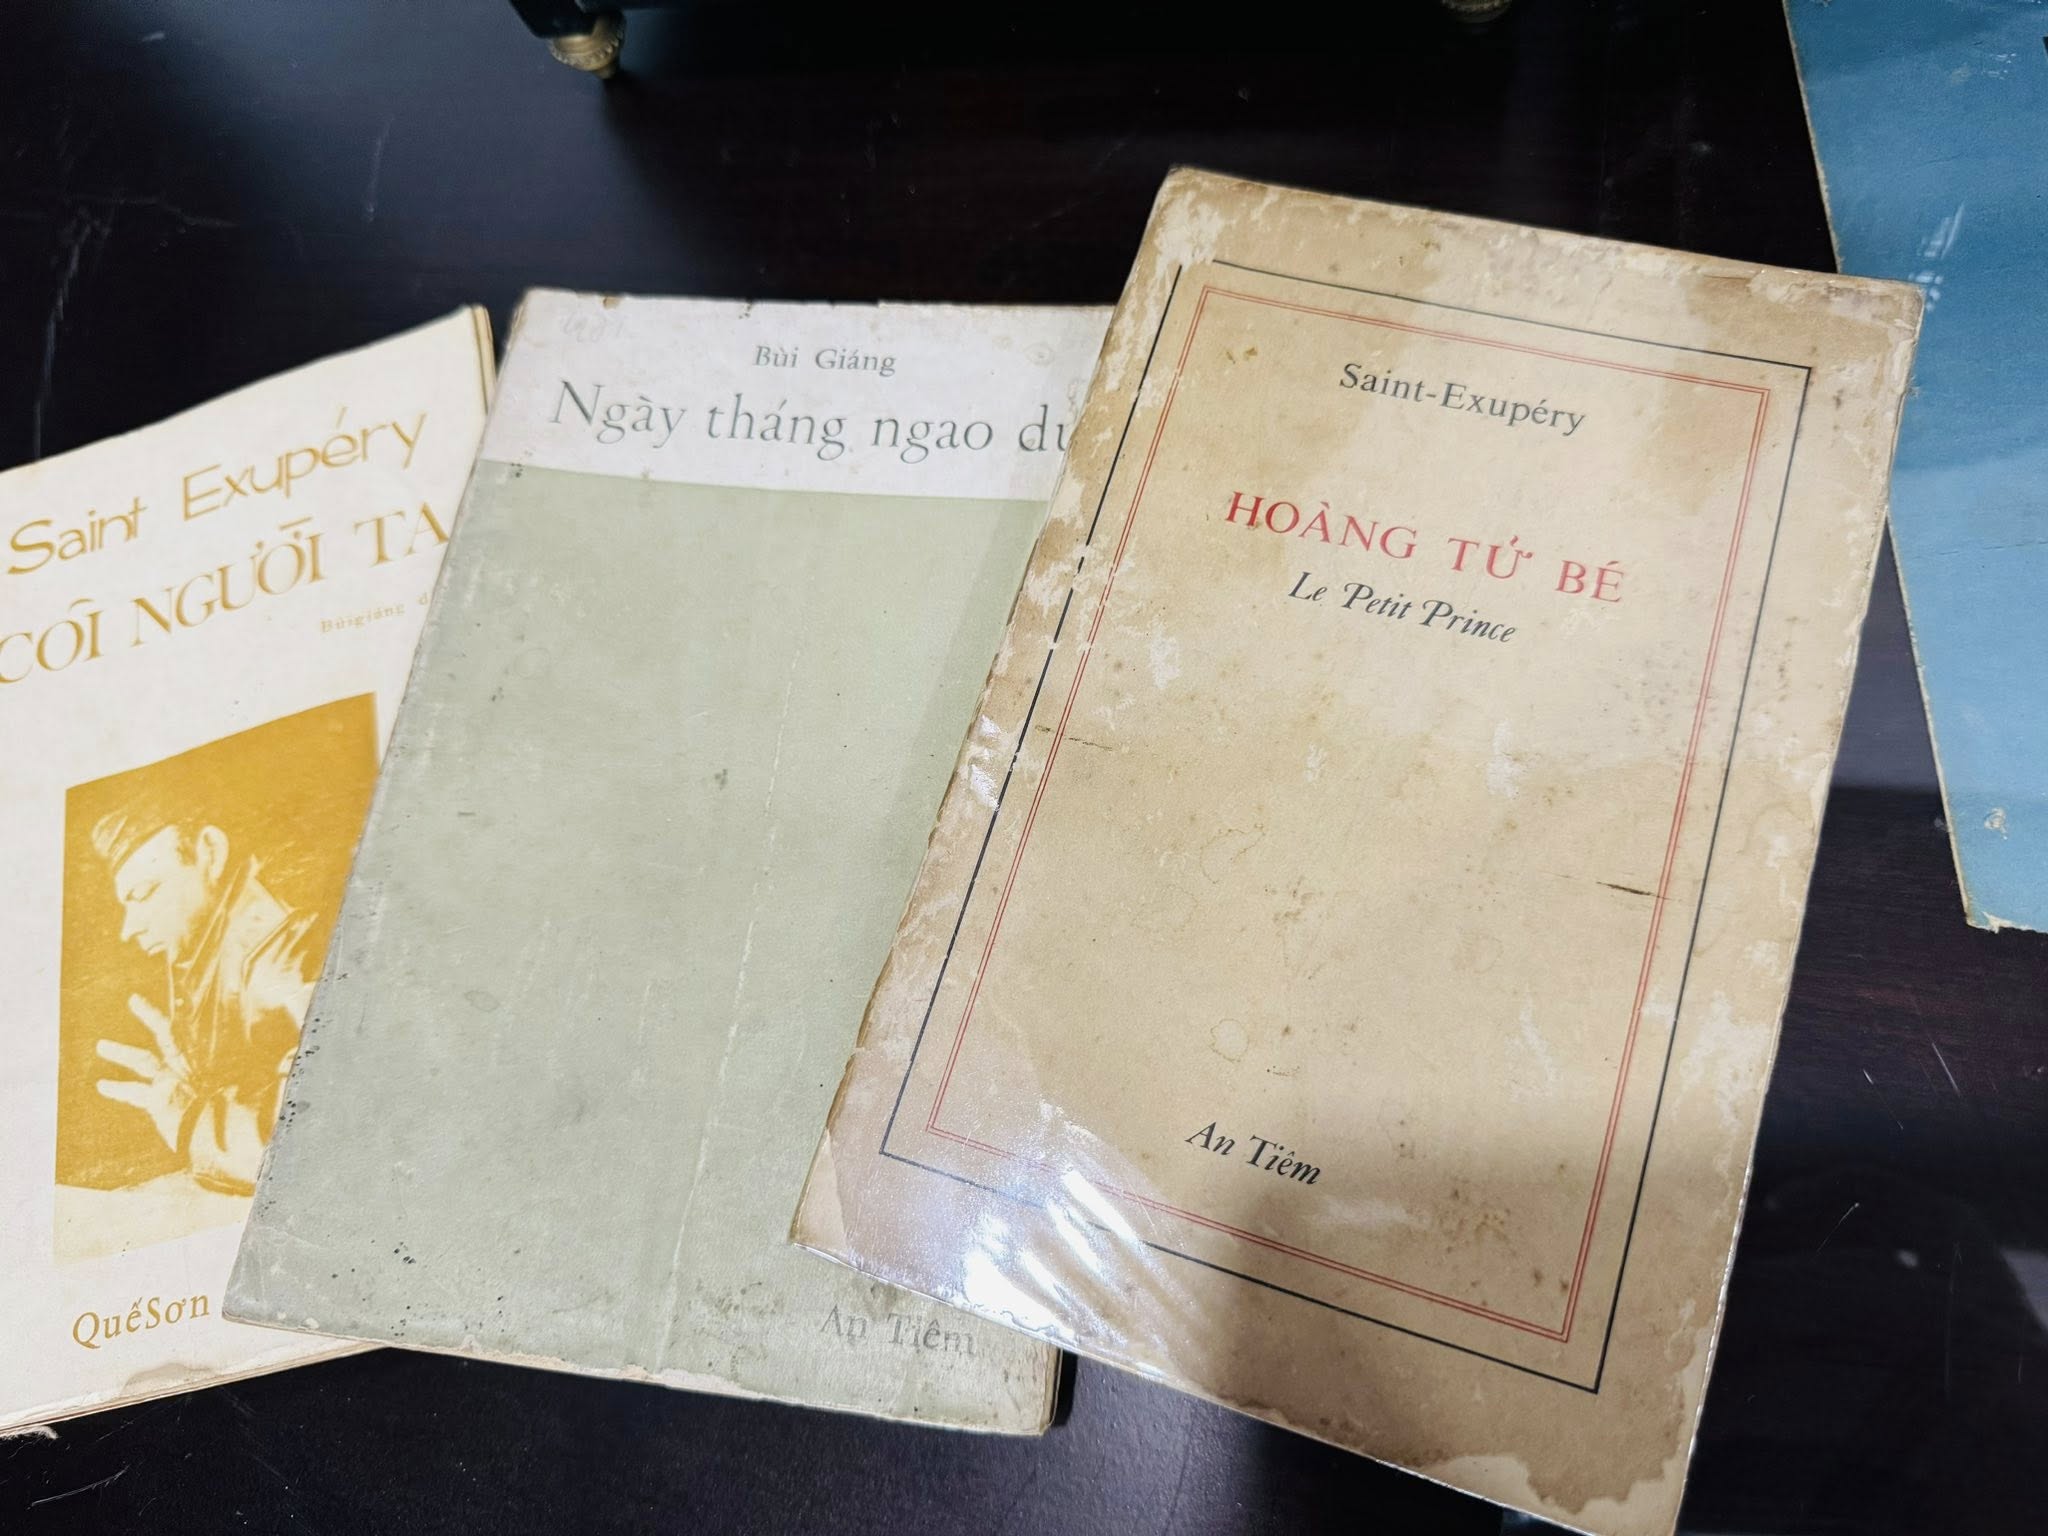 Saint Exupéry
CÕI NGƯỜI TA
Bùigiáng
QuếSơn
Bùi Giáng
Ngày tháng ngao du
An Tiêm
Saint-Exupéry
HOÀNG TỬ BÉ
Le Petit Prince
An Tiêm